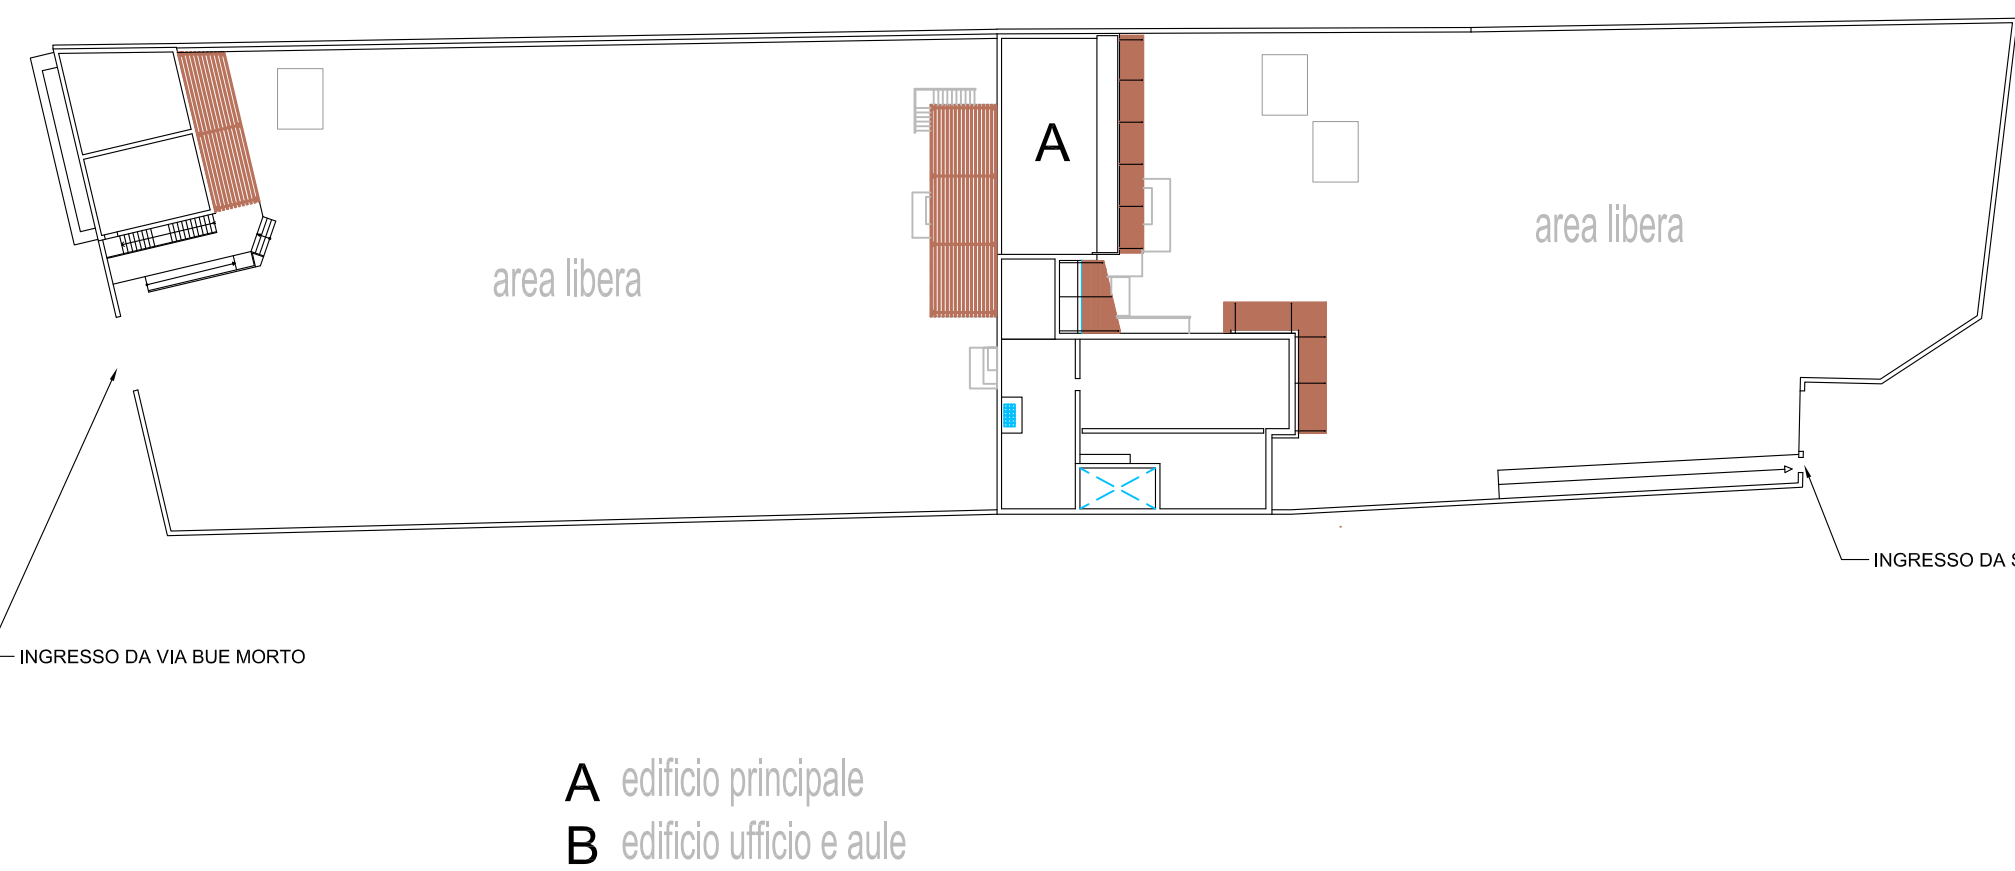 A
area libera
area libera
INGRESSO DA
INGRESSO DA VIA BUE MORTO
A edificio principale
B edificio ufficio e aule